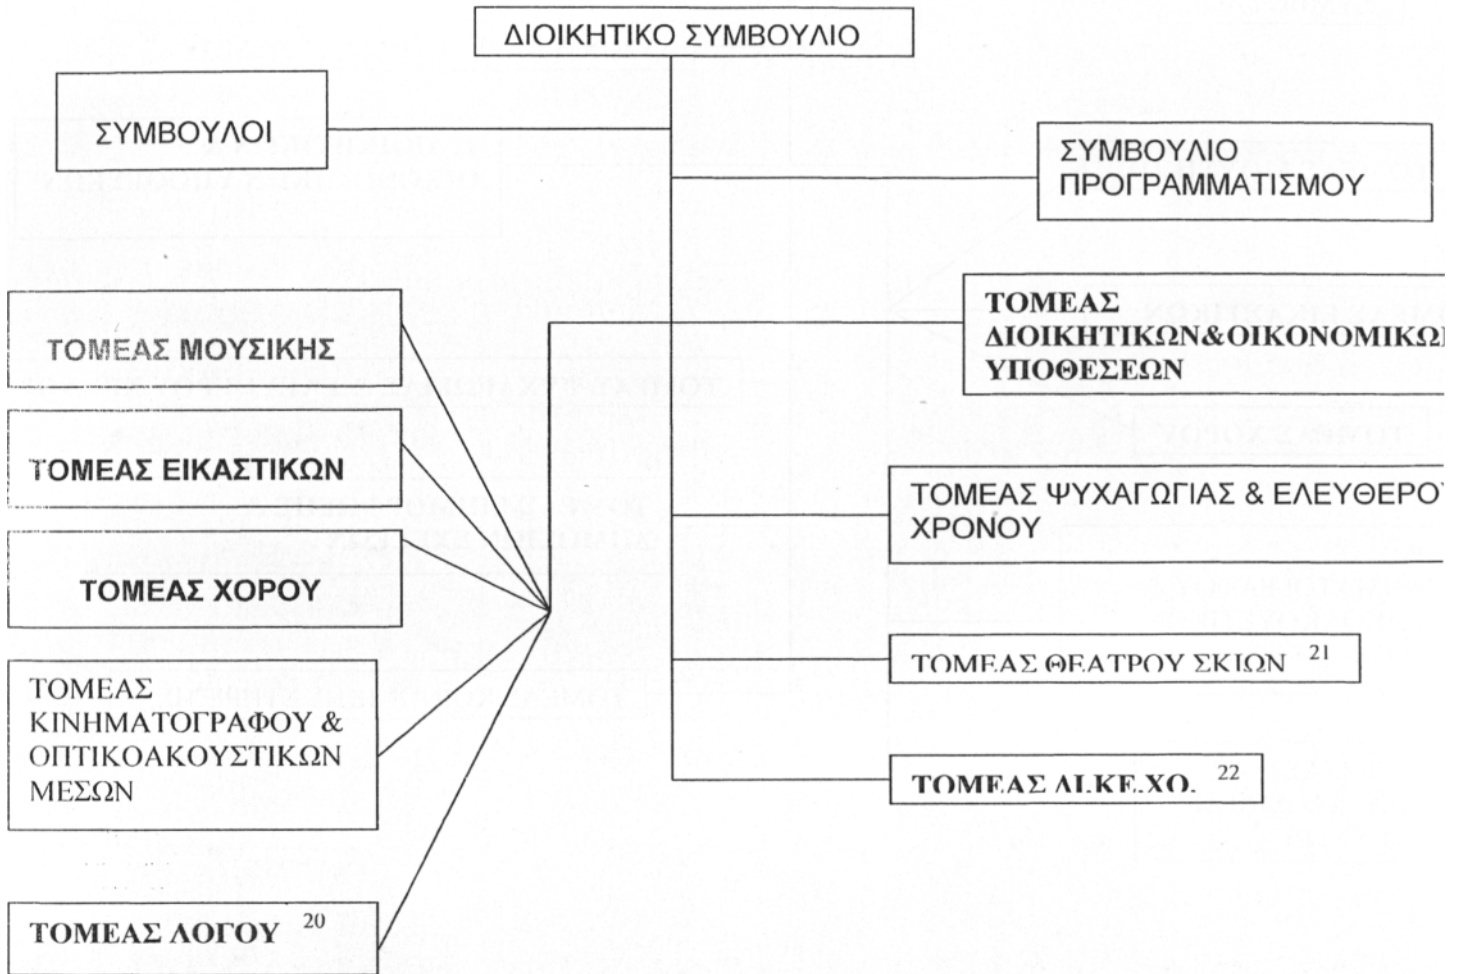 ΔΙΟΙΚΗΤΙΚΟ ΣΥΜΒΟΥΛΙΟ
ΣΥΜΒΟΥΛΟΙ
ΣΥΜΒΟΥΛΙΟ
ΠΡΟΓΡΑΜΜΑΤΙΣΜΟΥ
ΤΟΜΕΑΣ
ΔΙΟΙΚΗΤΙΚΩΝ&ΟΙΚΟΝΟΜΙΚΩ
ΥΠΟΘΕΣΕΩΝ
ΤΟΜΕΑΣ ΜΟΥΣΙΚΗΣ
ΤΟΜΕΑΣ ΕΙΚΑΣΤΙΚΩΝ
ΤΟΜΕΑΣ ΨΥΧΑΓΩΓΙΑΣ & ΕΛΕΥΘΕΡΟ
ΧΡΟΝΟΥ
ΤΟΜΕΑΣ ΧΟΡΟΥ
ΤΟΜΕΑΣ ΘΕΑΤΡΟΥ ΣΚΙΩΝ 21
ΤΟΜΕΑΣ
ΚΙΝΗΜΑΤΟΓΡΑΦΟΥ &
ΟΠΤΙΚΟΑΚΟΥΣΤΙΚΩΝ
ΜΕΣΩΝ
ΤΟΜΕΑΣ ΔΙ.ΚΕ.ΧΟ. 22
ΤΟΜΕΑΣ ΛΟΓΟΥ 20